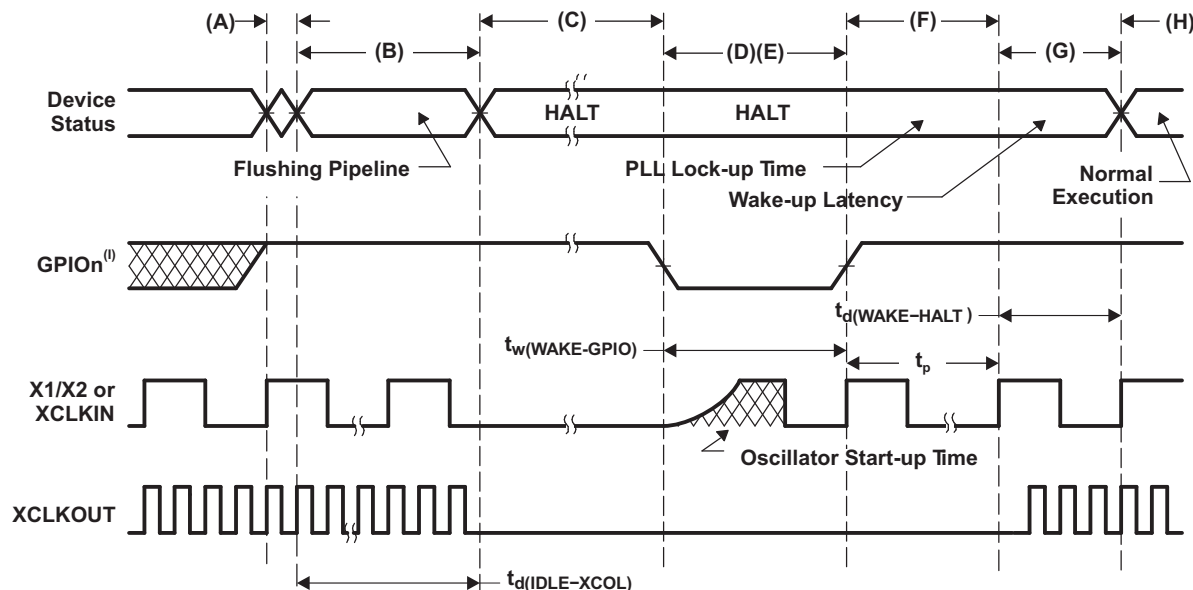 (A)
(B)
(C)
(D)(E)
(F)
(G)
(H)
Device
Status
HALT
HALT
Flushing Pipeline
PLL Lock-up Time
Wake-up Latency
Normal
Execution
GPIOn(I)
td(WAKE−HALT)
tw(WAKE-GPIO)
tp
X1/X2 or
XCLKIN
Oscillator Start-up Time
XCLKOUT
td(IDLE−XCOL)